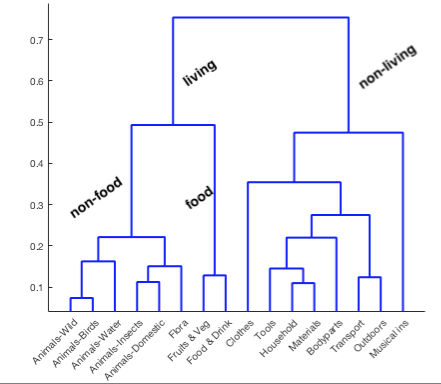 0.7
0.6
0.5
0.4
0.3
0.2
0.1
living
non-living
non-food
food
Animals-Wild
Animals-Birds
Animals-Water
Animals-Insects
Animals-Domestic
Flora
Fruits & Veg
Food & Drink
Clothes
Tools
Household
Materials
Bodyparts
Transport
Outdoors
Musical ins